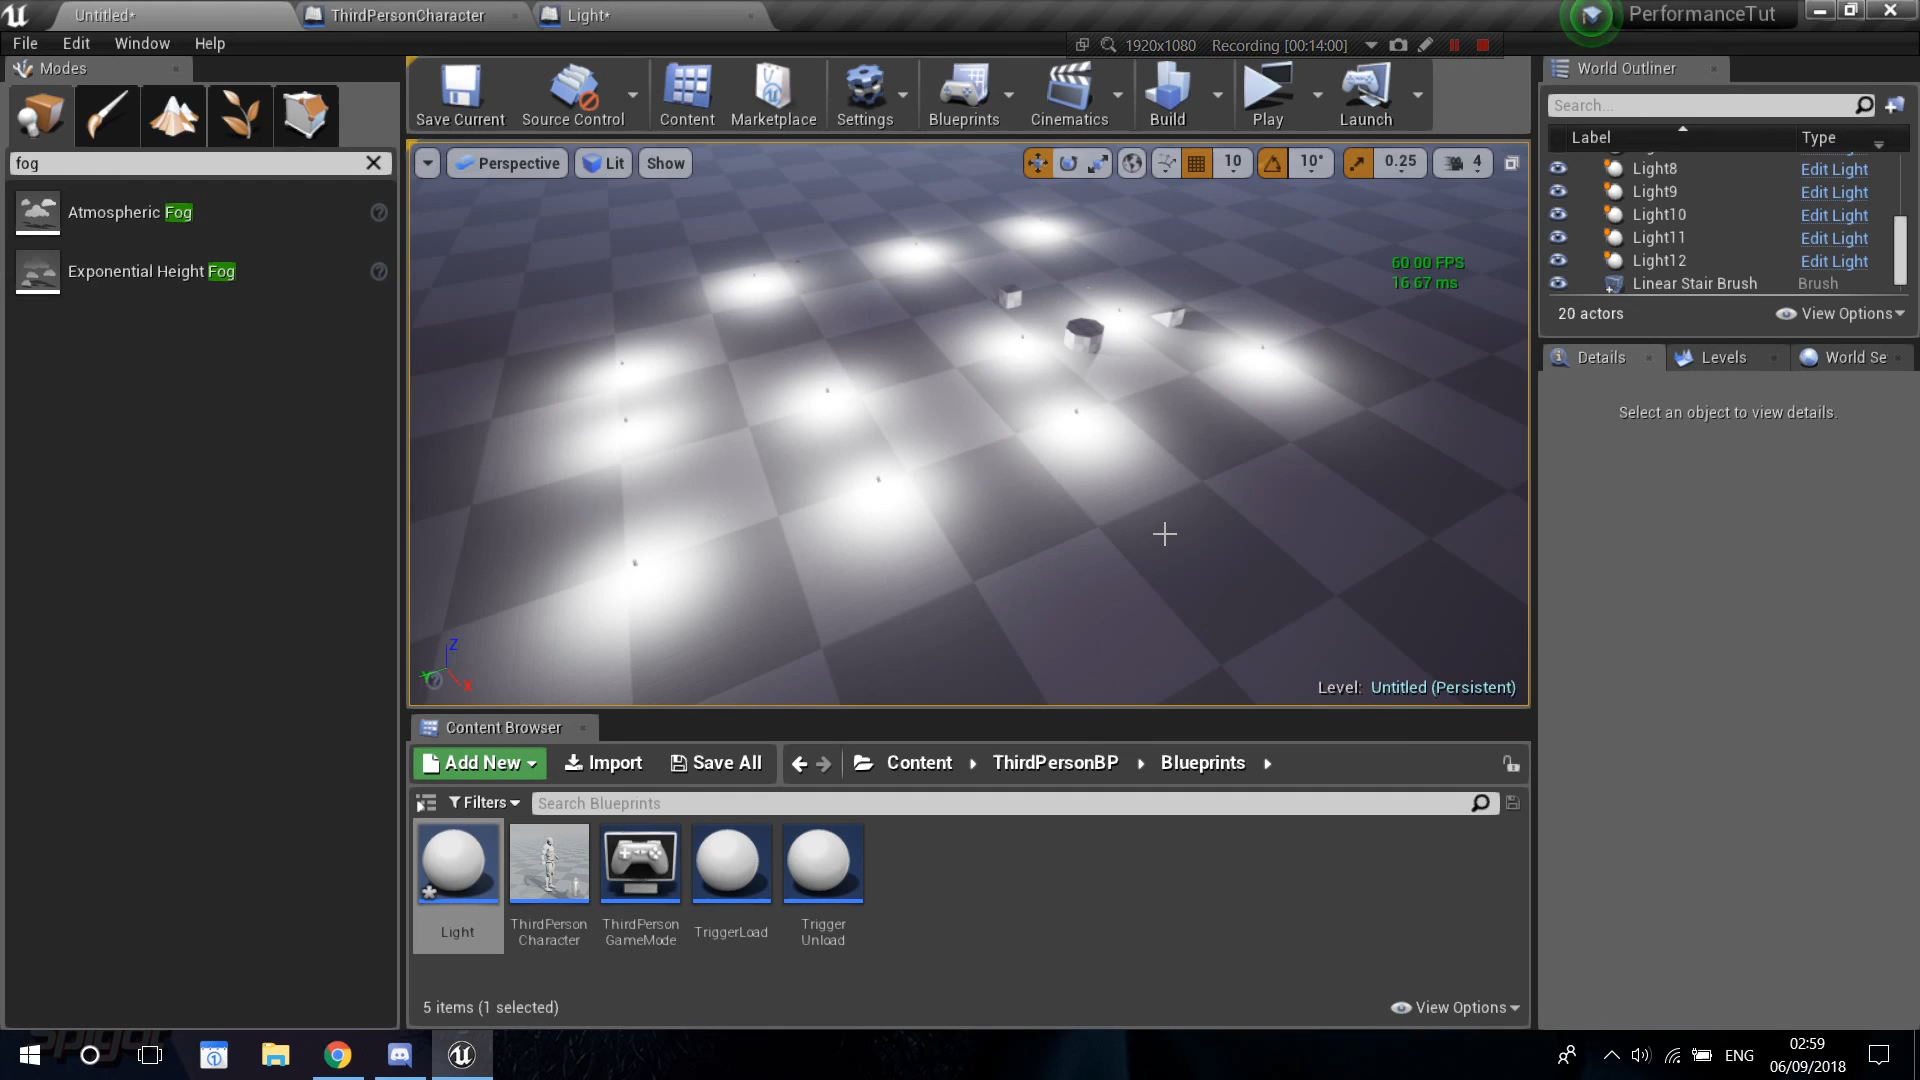 Untitled*
ThirdPersonCharacter
Light*
PerformanceTut
File Edit Window Help
1920x1080 Recording [00:14:00]
Modes
fog
Atmospheric Fog
Exponential Height Fog
Save Current
Source Control
Content
Marketplace
Settings
Blueprints
Cinematics
Build
Play
Launch
Perspective
Lit
Show
10
10°
0.25
4
60.00 FPS
16.67 ms
Z
Y
X
Level: Untitled (Persistent)
World Outliner
Search...
Label Type
Light8 Edit Light
Light9 Edit Light
Light10 Edit Light
Light11 Edit Light
Light12 Edit Light
Linear Stair Brush Brush
20 actors
View Options
Details
Levels
World Se
Select an object to view details.
Content Browser
Add New
Import
Save All
Content
ThirdPersonBP
Blueprints
Filters
Search Blueprints
Light
ThirdPerson
Character
ThirdPerson
GameMode
TriggerLoad
Trigger
Unload
5 items (1 selected)
View Options
ENG
02:59
06/09/2018